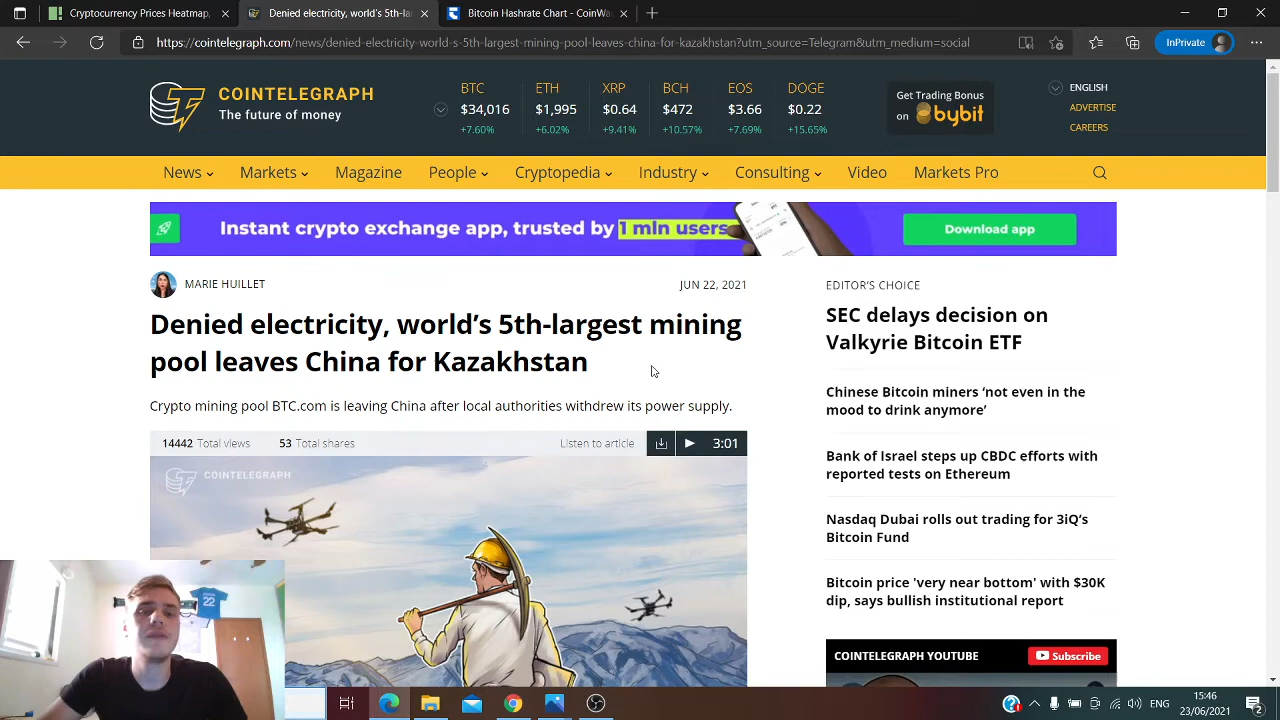 Cryptocurrency Prices Heatmap,
Denied electricity, world's 5th-la
Bitcoin Hashrate Chart - CoinWa
https://cointelegraph.com/news/denied-electricity-world-s-5th-largest-mining-pool-leaves-china-for-kazakhstan?utm_source=Telegram&utm_medium=social
InPrivate
COINTELEGRAPH
The future of money
BTC ETH XRP BCH EOS DOGE
$34,016 $1,995 $0.64 $472 $3.66 $0.22
+7.60% +6.02% +9.41% +10.57% +7.69% +15.65%
Get Trading Bonus
on bybit
ENGLISH
ADVERTISE
CAREERS
News Markets Magazine People Cryptopedia Industry Consulting Video Markets Pro
Instant crypto exchange app, trusted by 1 mln users
Download app
MARIE HUILLET
JUN 22, 2021
Denied electricity, world's 5th-largest mining
pool leaves China for Kazakhstan
Crypto mining pool BTC.com is leaving China after local authorities withdrew its power supply.
14442 Total views 53 Total shares Listen to article 3:01
COINTELEGRAPH
EDITOR'S CHOICE
SEC delays decision on
Valkyrie Bitcoin ETF
Chinese Bitcoin miners 'not even in the
mood to drink anymore'
Bank of Israel steps up CBDC efforts with
reported tests on Ethereum
Nasdaq Dubai rolls out trading for 3iQ's
Bitcoin Fund
Bitcoin price 'very near bottom' with $30K
dip, says bullish institutional report
COINTELEGRAPH YOUTUBE
Subscribe
22
ENG
15:46
23/06/2021
2